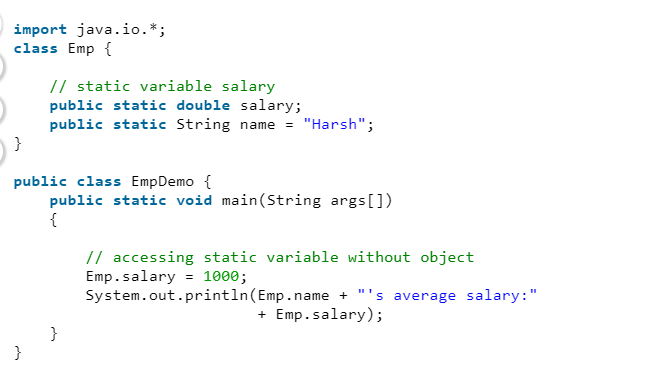 import java.io.*;
class Emp {
// static variable salary
public static double salary;
public static String name = "Harsh";
}
public class EmpDemo {
public static void main(String args[])
{
// accessing static variable without object
Emp.salary = 1000;
System.out.println(Emp.name + "'s average salary:"
+ Emp.salary);
}
}